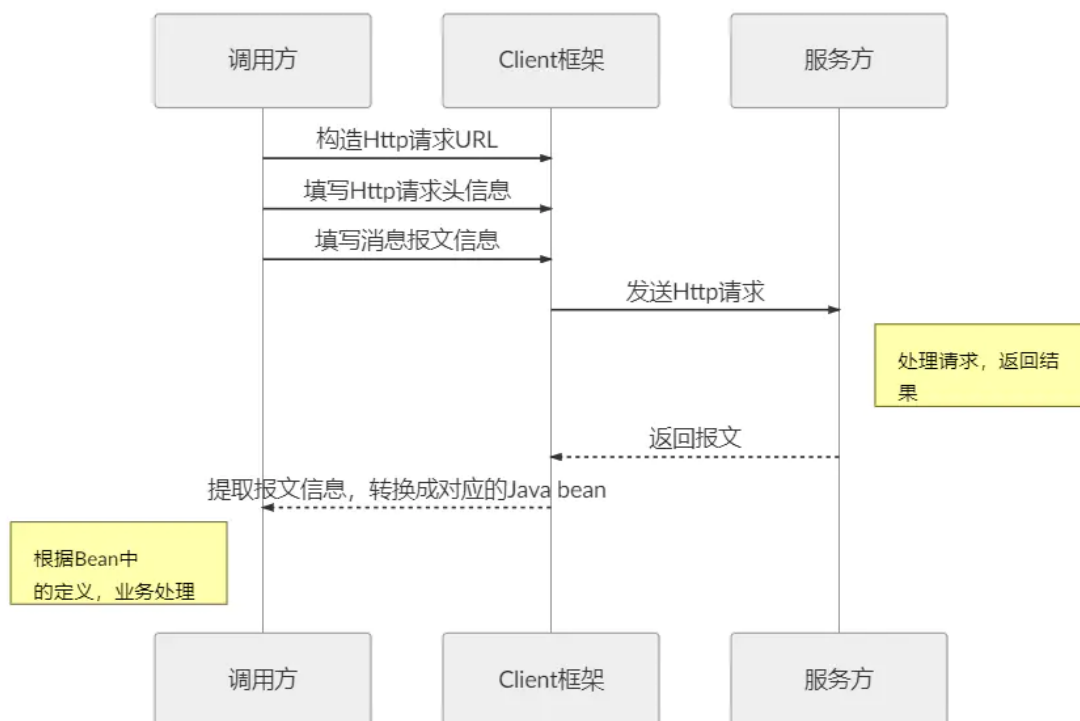 调用方
Client框架
服务方
构造Http请求URL
填写Http请求头信息
填写消息报文信息
发送Http请求
处理请求，返回结
果
返回报文
提取报文信息，转换成对应的Java bean
根据Bean中
的定义，业务处理
调用方
Client框架
服务方